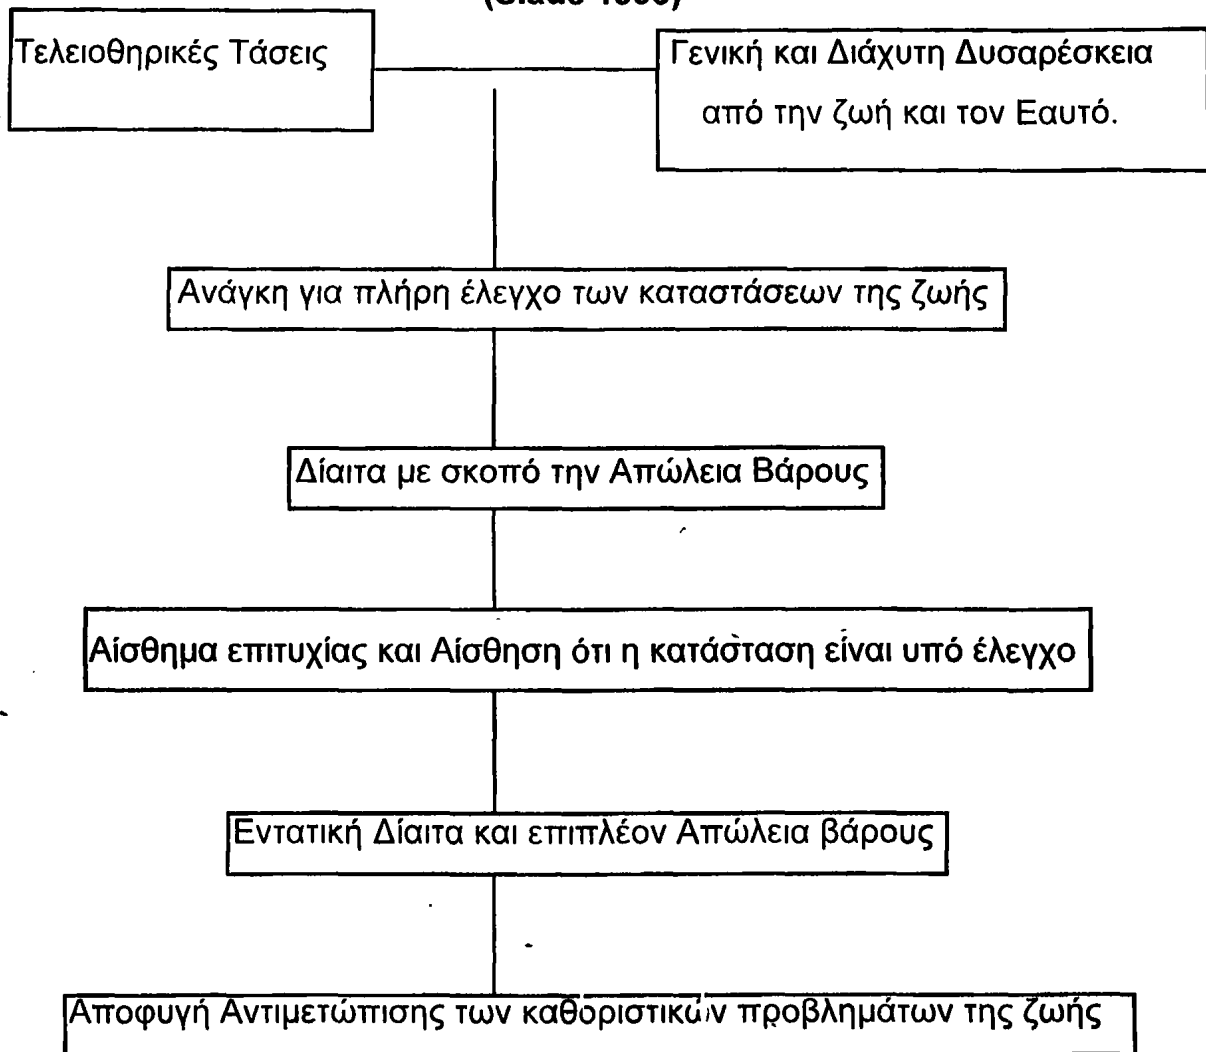 Τελειοθηρικές Τάσεις
Γενική και Διάχυτη Δυσαρέσκεια
από την ζωή και τον Εαυτό.
Ανάγκη για πλήρη έλεγχο των καταστάσεων της ζωής
Δίαιτα με σκοπό την Απώλεια Βάρους
Αίσθημα επιτυχίας και Αίσθηση ότι η κατάσταση είναι υπό έλεγχο
Εντατική Δίαιτα και επιπλέον Απώλεια βάρους
Αποφυγή Αντιμετώπισης των καθοριστικών προβλημάτων της ζωής